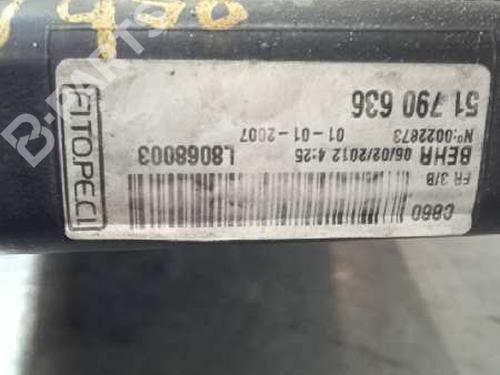 51 790 636
Nº:0022873 01-01-2007
BEHR 06/02/2012 4:25 L8068003
FR 3/B
C860
FITOPECI
B-PARTS